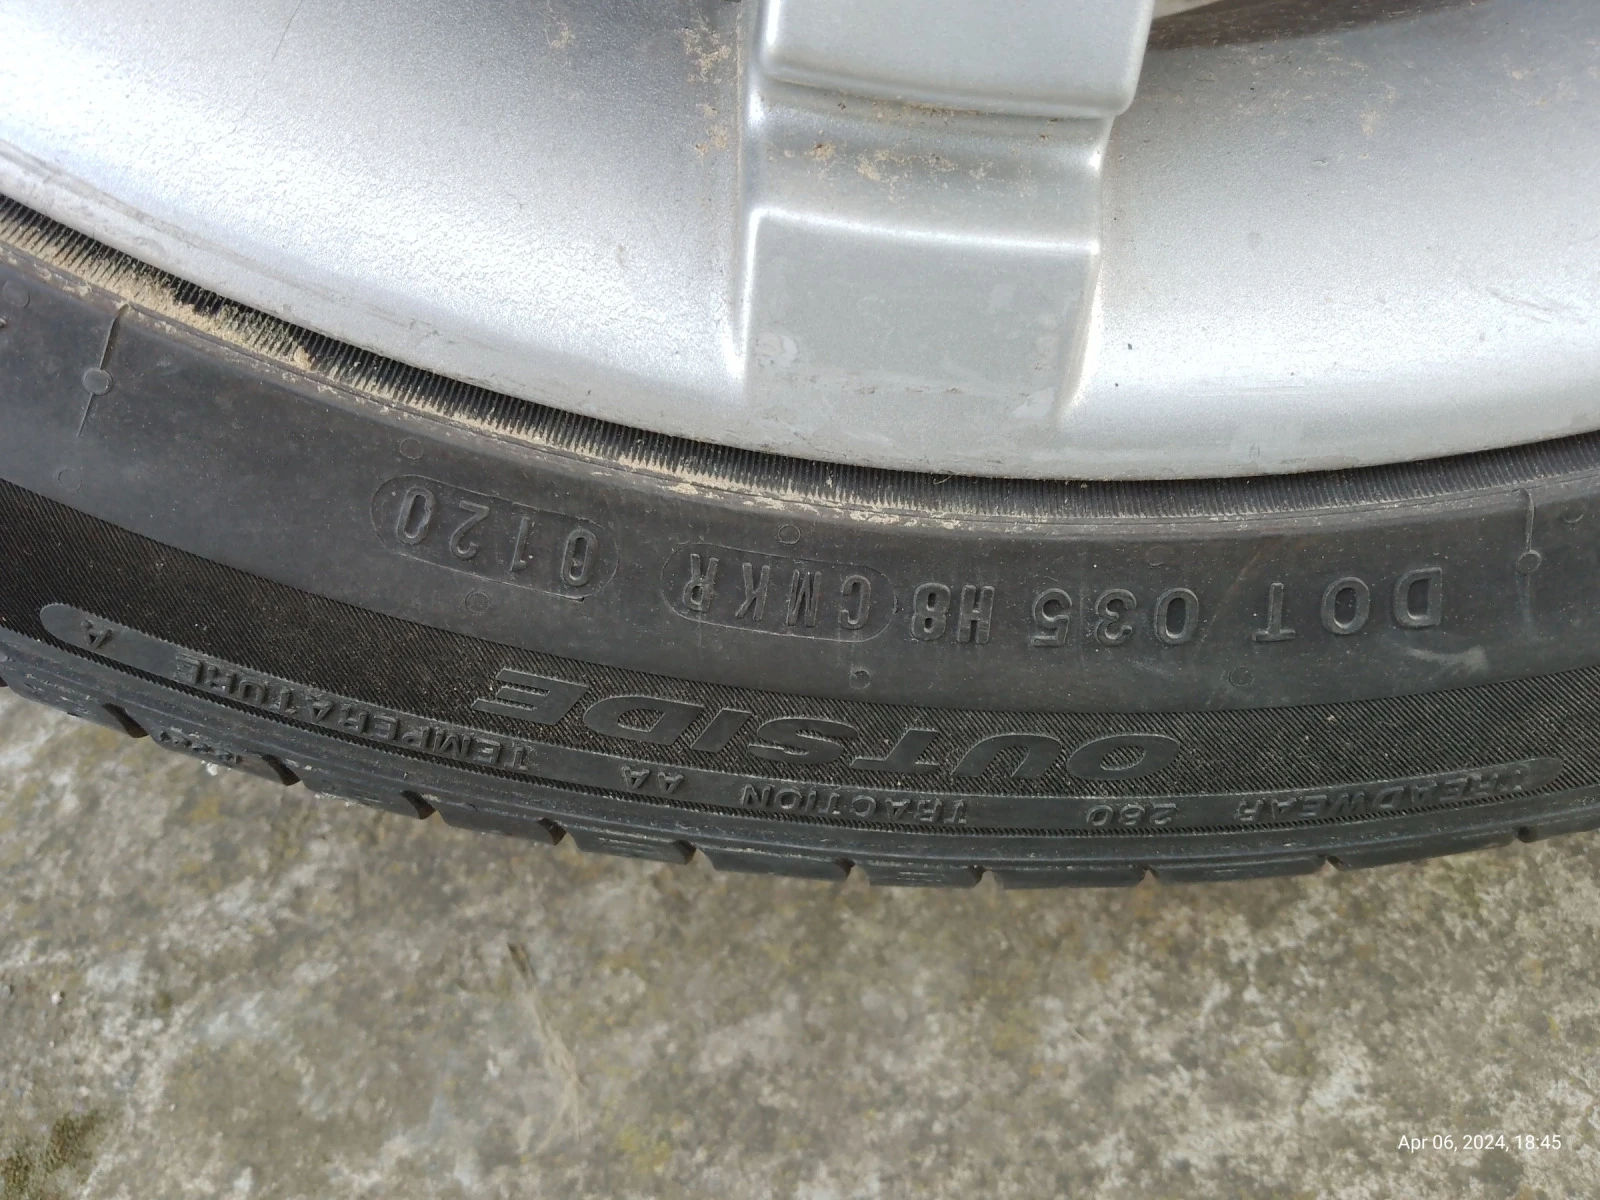 DOT 035 H8 CMKR 0120
OUTSIDE
TREADWEAR 280 TRACTION AA TEMPERATURE A
Apr 06, 2024, 18:45